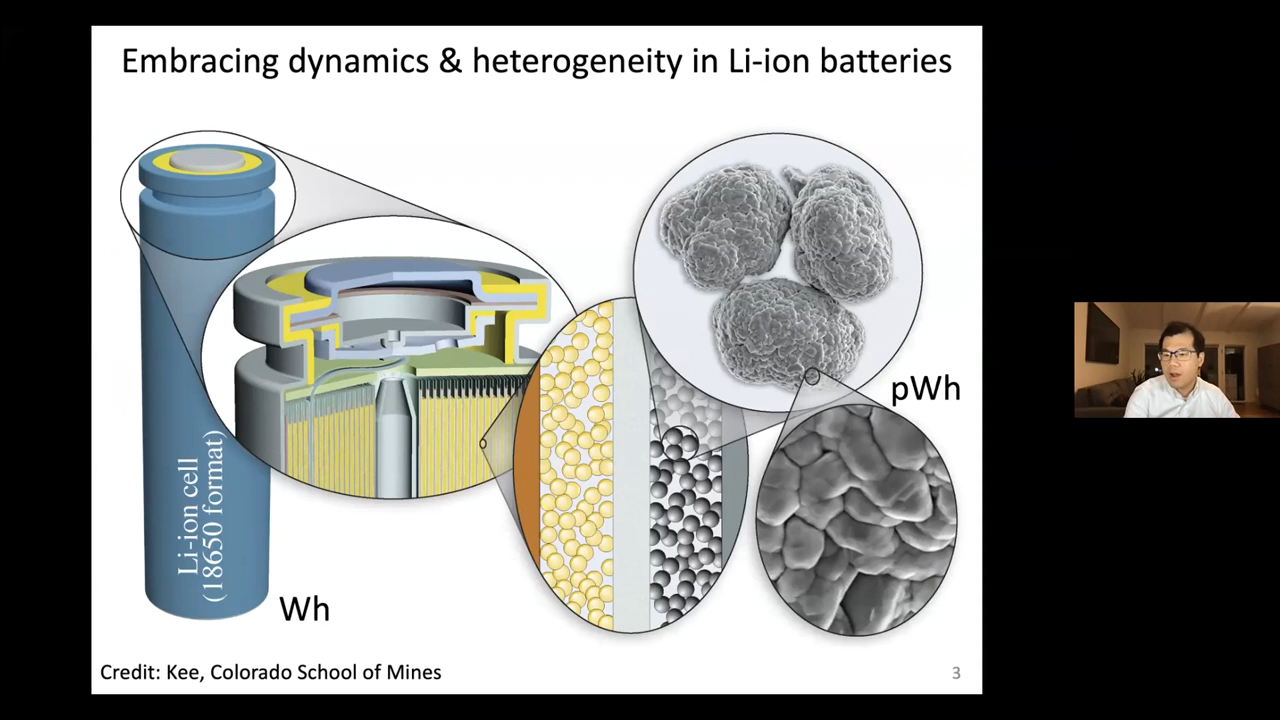 Embracing dynamics & heterogeneity in Li-ion batteries
Li-ion cell
(18650 format)
Wh
pWh
Credit: Kee, Colorado School of Mines
3